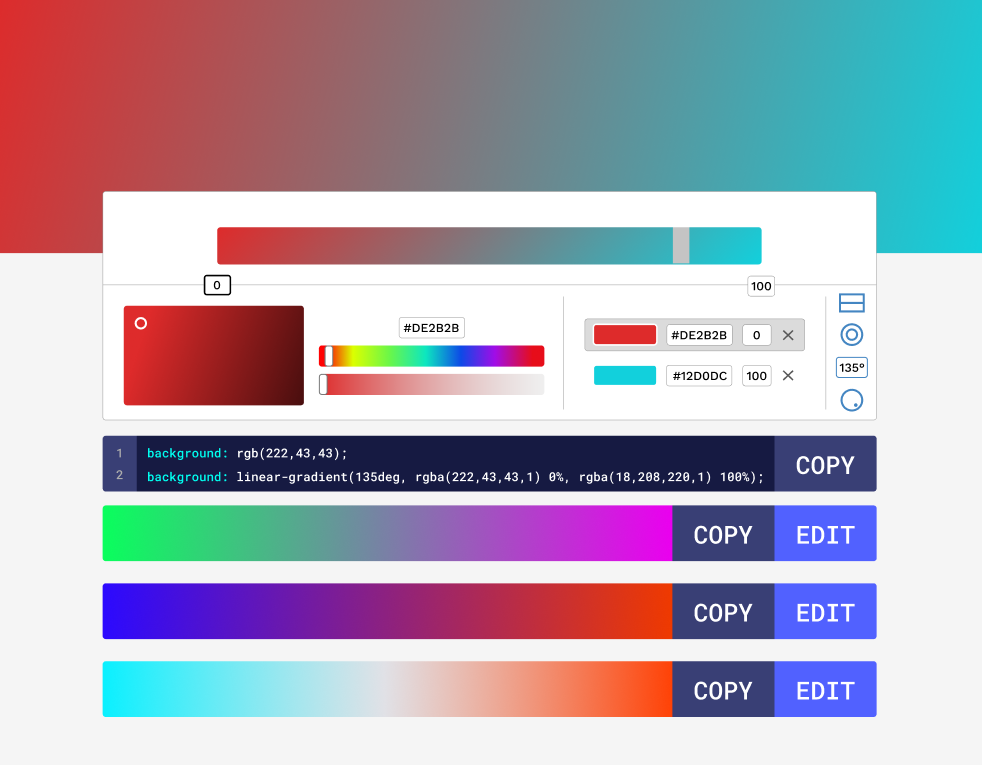 0
100
#DE2B2B
#DE2B2B 0
#12D0DC 100
135°
1 background: rgb(222,43,43);
2 background: linear-gradient(135deg, rgba(222,43,43,1) 0%, rgba(18,208,220,1) 100%);
COPY
COPY EDIT
COPY EDIT
COPY EDIT